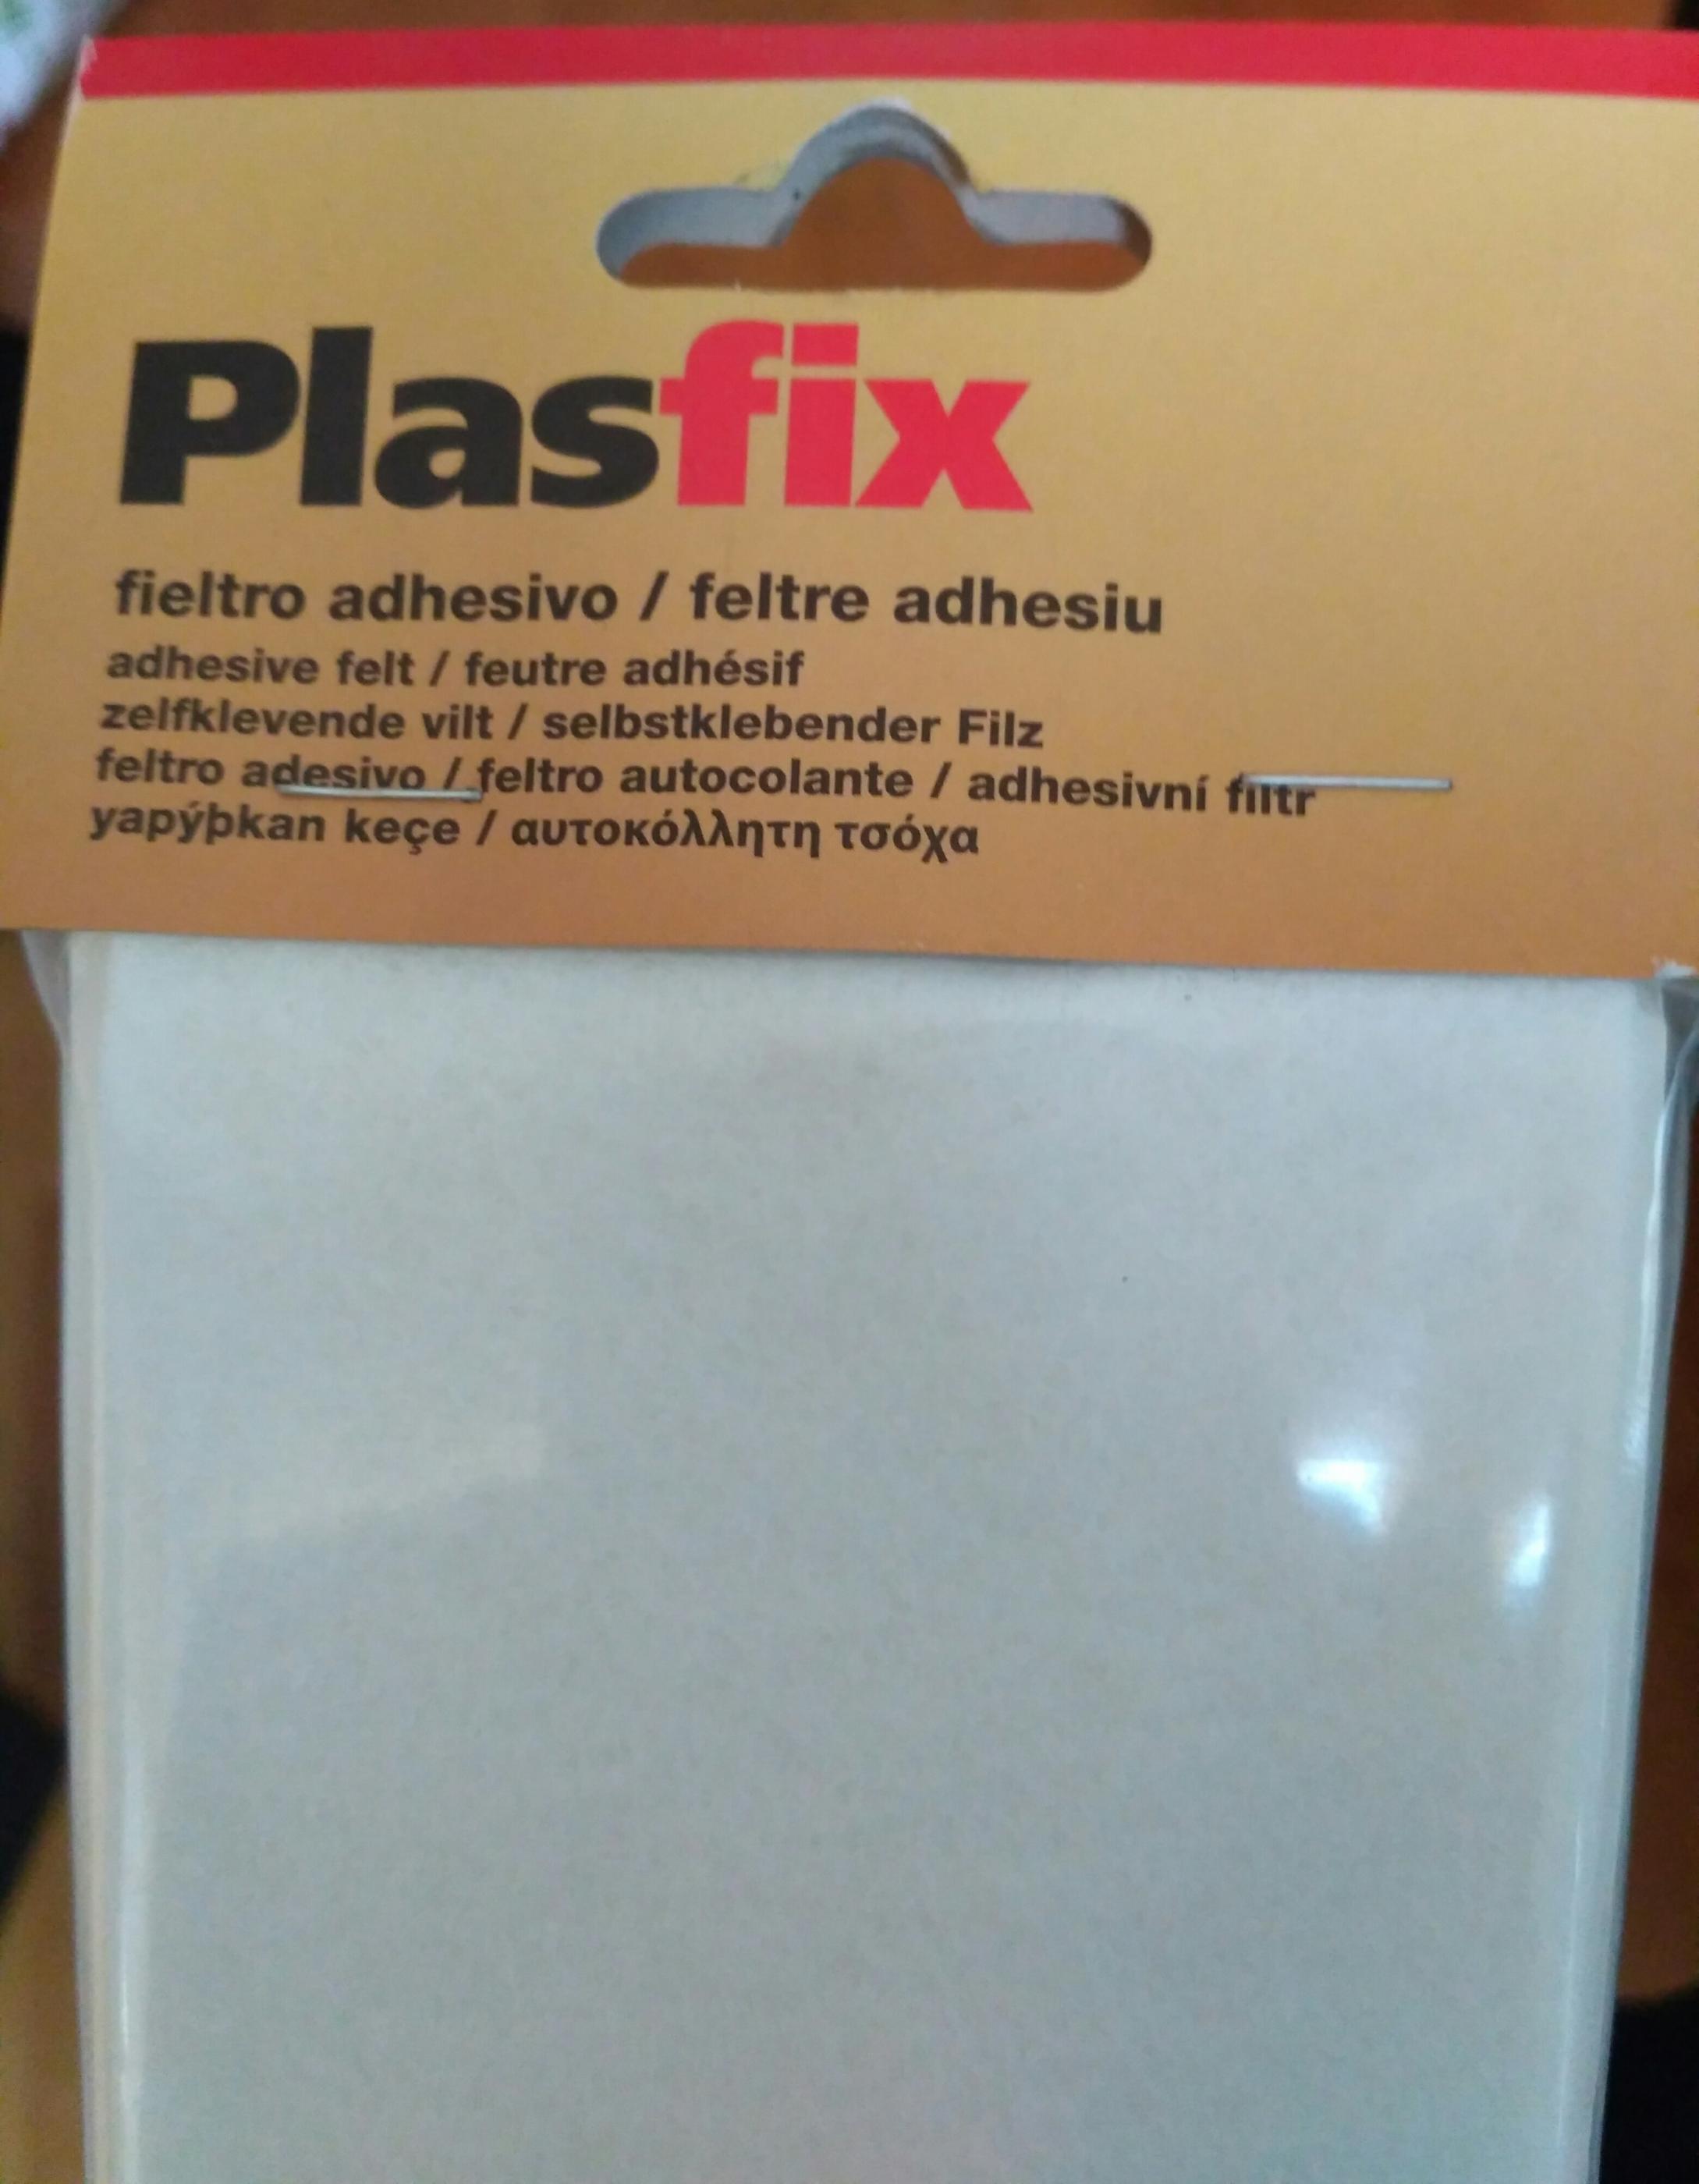 Plasfix
fieltro adhesivo / feltre adhesiu
adhesive felt / feutre adhésif
zelfklevende vilt / selbstklebender Filz
feltro adesivo / feltro autocolante / adhesivní filtr
yapýþkan keçe / αυτοκόλλητη τσόχα